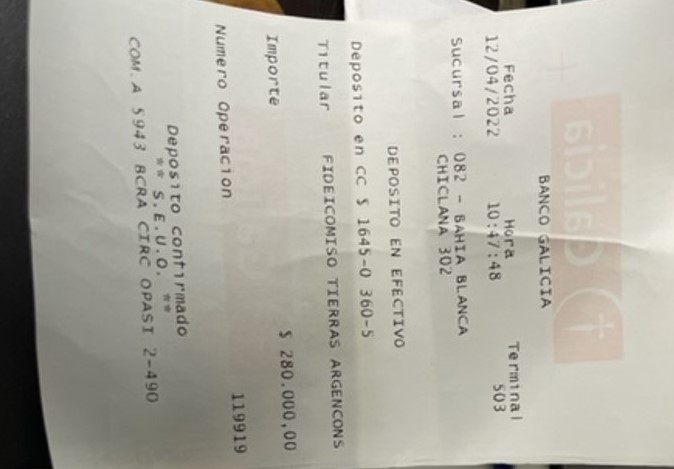 Galicia
BANCO GALICIA
Fecha Hora Terminal
12/04/2022 10:47:48 503
Sucursal : 082 - BAHIA BLANCA
CHICLANA 302
DEPOSITO EN EFECTIVO
Deposito en CC $ 1645-0 360-5
Titular FIDEICOMISO TIERRAS ARGENCONS
Importe $ 280.000,00
Numero Operacion 119919
Deposito confirmado
** S.E.U.O. **
COM. A 5943 BCRA CIRC OPASI 2-490